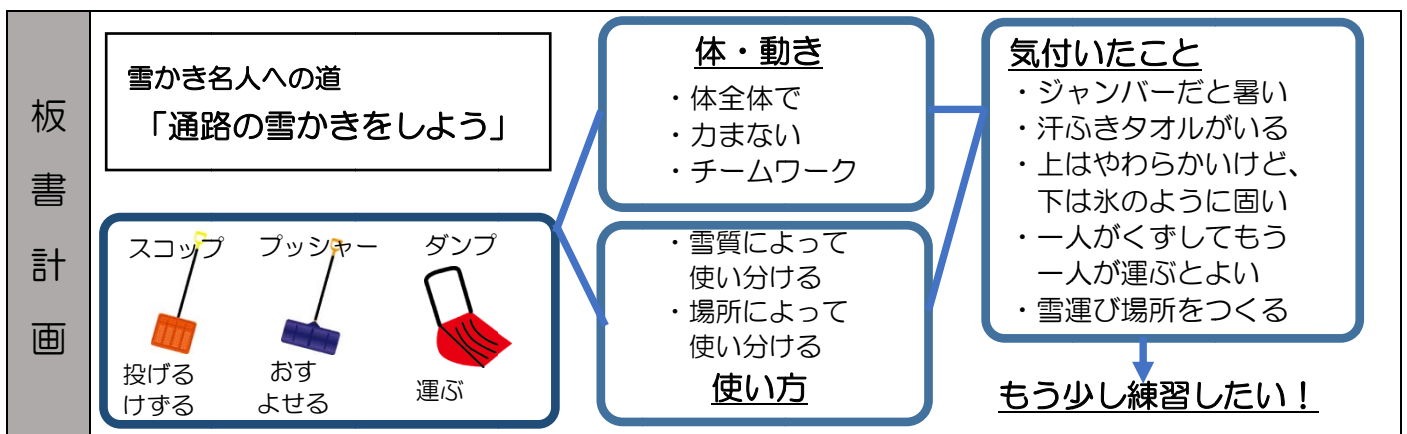 板書計画
雪かき名人への道
「通路の雪かきをしよう」
スコップ
投げる
けずる
プッシャー
おす
よせる
ダンプ
運ぶ
体・動き
・体全体で
・力まない
・チームワーク
・雪質によって
使い分ける
・場所によって
使い分ける
使い方
気付いたこと
・ジャンバーだと暑い
・汗ふきタオルがいる
・上はやわらかいけど、
下は氷のように固い
・一人がくずしてもう
一人が運ぶとよい
・雪運び場所をつくる
もう少し練習したい！